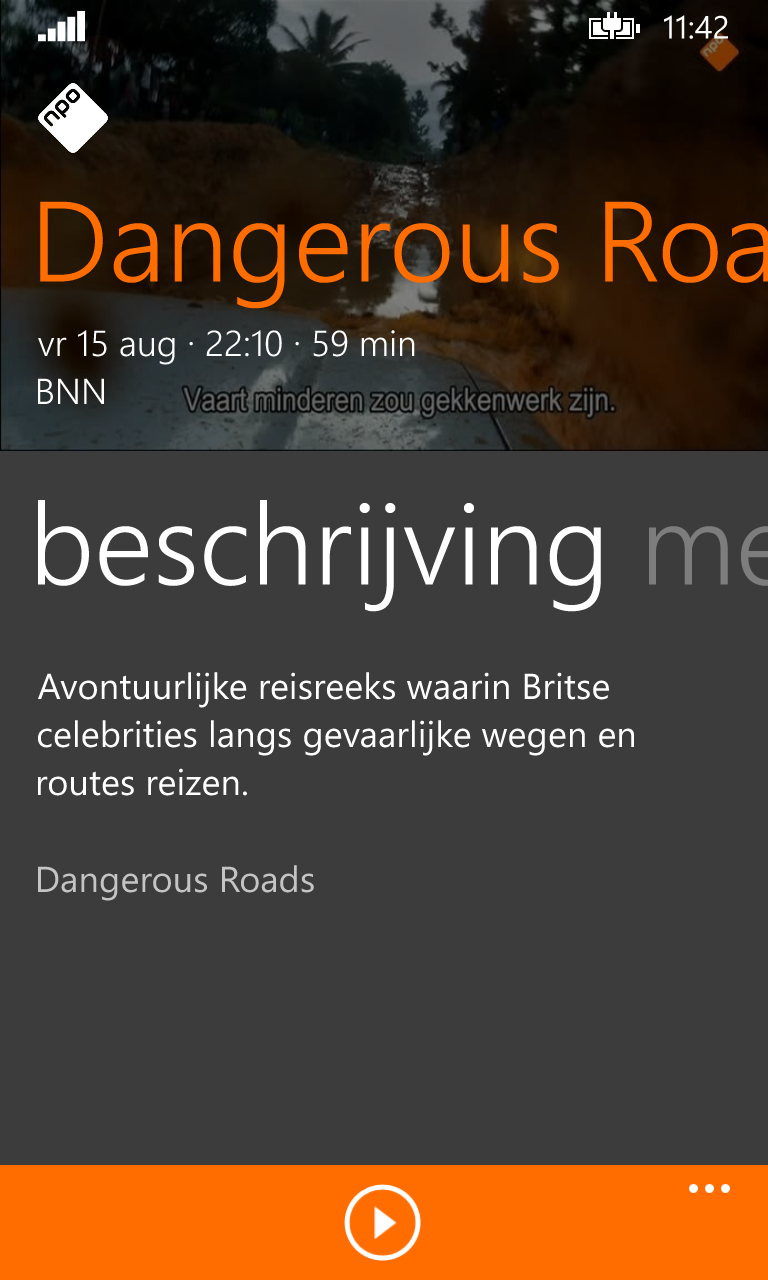 11:42
npo
npo
Dangerous Roa
vr 15 aug · 22:10 · 59 min
BNN
Vaart minderen zou gekkenwerk zijn.
beschrijving me
Avontuurlijke reisreeks waarin Britse
celebrities langs gevaarlijke wegen en
routes reizen.
Dangerous Roads